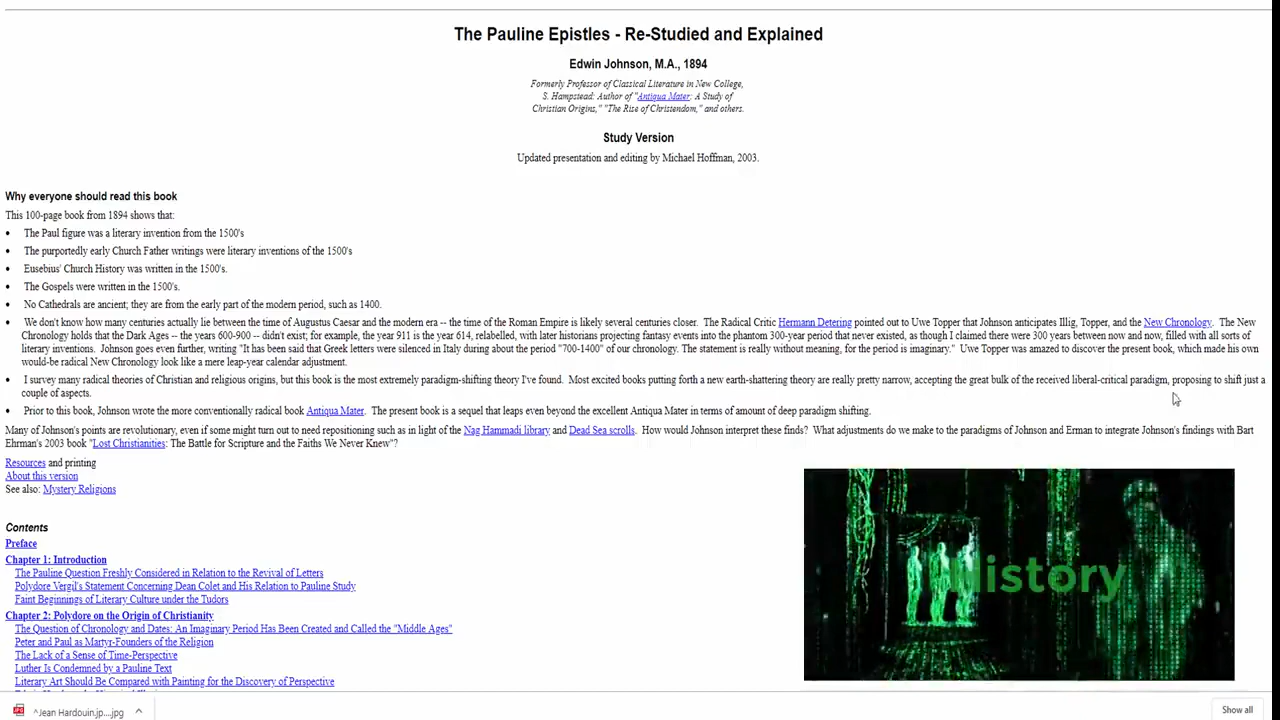 The Pauline Epistles - Re-Studied and Explained
Edwin Johnson, M.A., 1894
Formerly Professor of Classical Literature in New College,
S. Hampstead: Author of "Antiqua Mater: A Study of
Christian Origins," "The Rise of Christendom," and others.
Study Version
Updated presentation and editing by Michael Hoffman, 2003.
Why everyone should read this book
This 100-page book from 1894 shows that:
• The Paul figure was a literary invention from the 1500's
• The purportedly early Church Father writings were literary inventions of the 1500's
• Eusebius' Church History was written in the 1500's.
• The Gospels were written in the 1500's.
• No Cathedrals are ancient; they are from the early part of the modern period, such as 1400.
• We don't know how many centuries actually lie between the time of Augustus Caesar and the modern era -- the time of the Roman Empire is likely several centuries closer. The Radical Critic Hermann Detering pointed out to Uwe Topper that Johnson anticipates Illig, Topper, and the New Chronology. The New
Chronology holds that the Dark Ages -- the years 600-900 -- didn't exist; for example, the year 911 is the year 614, relabelled, with later historians projecting fantasy events into the phantom 300-year period that never existed, as though I claimed there were 300 years between now and now, filled with all sorts of
literary inventions. Johnson goes even further, writing "It has been said that Greek letters were silenced in Italy during about the period "700-1400" of our chronology. The statement is really without meaning, for the period is imaginary." Uwe Topper was amazed to discover the present book, which made his own
would-be radical New Chronology look like a mere leap-year calendar adjustment.
• I survey many radical theories of Christian and religious origins, but this book is the most extremely paradigm-shifting theory I've found. Most excited books putting forth a new earth-shattering theory are really pretty narrow, accepting the great bulk of the received liberal-critical paradigm, proposing to shift just a
couple of aspects.
• Prior to this book, Johnson wrote the more conventionally radical book Antiqua Mater. The present book is a sequel that leaps even beyond the excellent Antiqua Mater in terms of amount of deep paradigm shifting.
Many of Johnson's points are revolutionary, even if some might turn out to need repositioning such as in light of the Nag Hammadi library and Dead Sea scrolls. How would Johnson interpret these finds? What adjustments do we make to the paradigms of Johnson and Erman to integrate Johnson's findings with Bart
Ehrman's 2003 book "Lost Christianities: The Battle for Scripture and the Faiths We Never Knew"?
Resources and printing
About this version
See also: Mystery Religions
Contents
Preface
Chapter 1: Introduction
The Pauline Question Freshly Considered in Relation to the Revival of Letters
Polydore Vergil's Statement Concerning Dean Colet and His Relation to Pauline Study
Faint Beginnings of Literary Culture under the Tudors
Chapter 2: Polydore on the Origin of Christianity
The Question of Chronology and Dates: An Imaginary Period Has Been Created and Called the "Middle Ages"
Peter and Paul as Martyr-Founders of the Religion
The Lack of a Sense of Time-Perspective
Luther Is Condemned by a Pauline Text
Literary Art Should Be Compared with Painting for the Discovery of Perspective
istory
^Jean Hardouin.jp....jpg
Show all